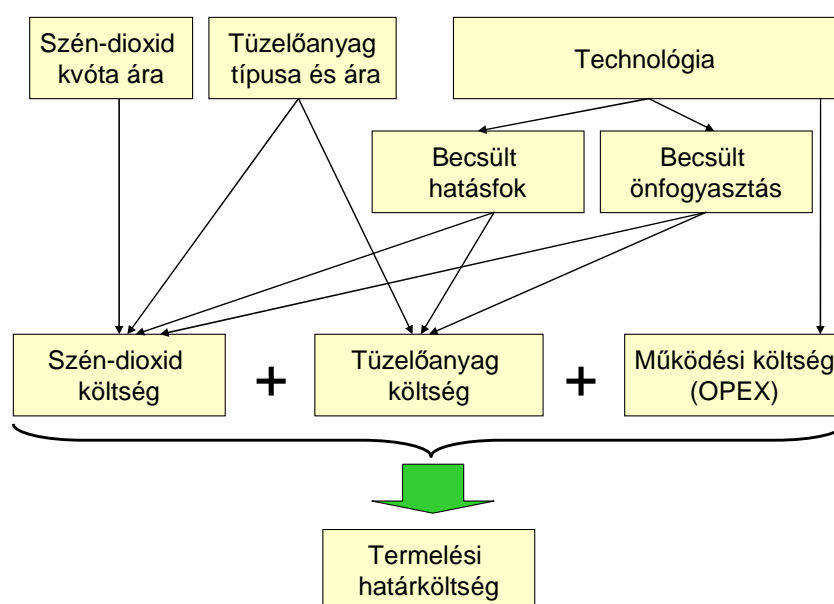 Szén-dioxid
kvóta ára
Tüzelőanyag
típusa és ára
Technológia
Becsült
hatásfok
Becsült
önfogyasztás
Szén-dioxid
költség
+
Tüzelőanyag
költség
+
Működési költség
(OPEX)
Termelési
határköltség